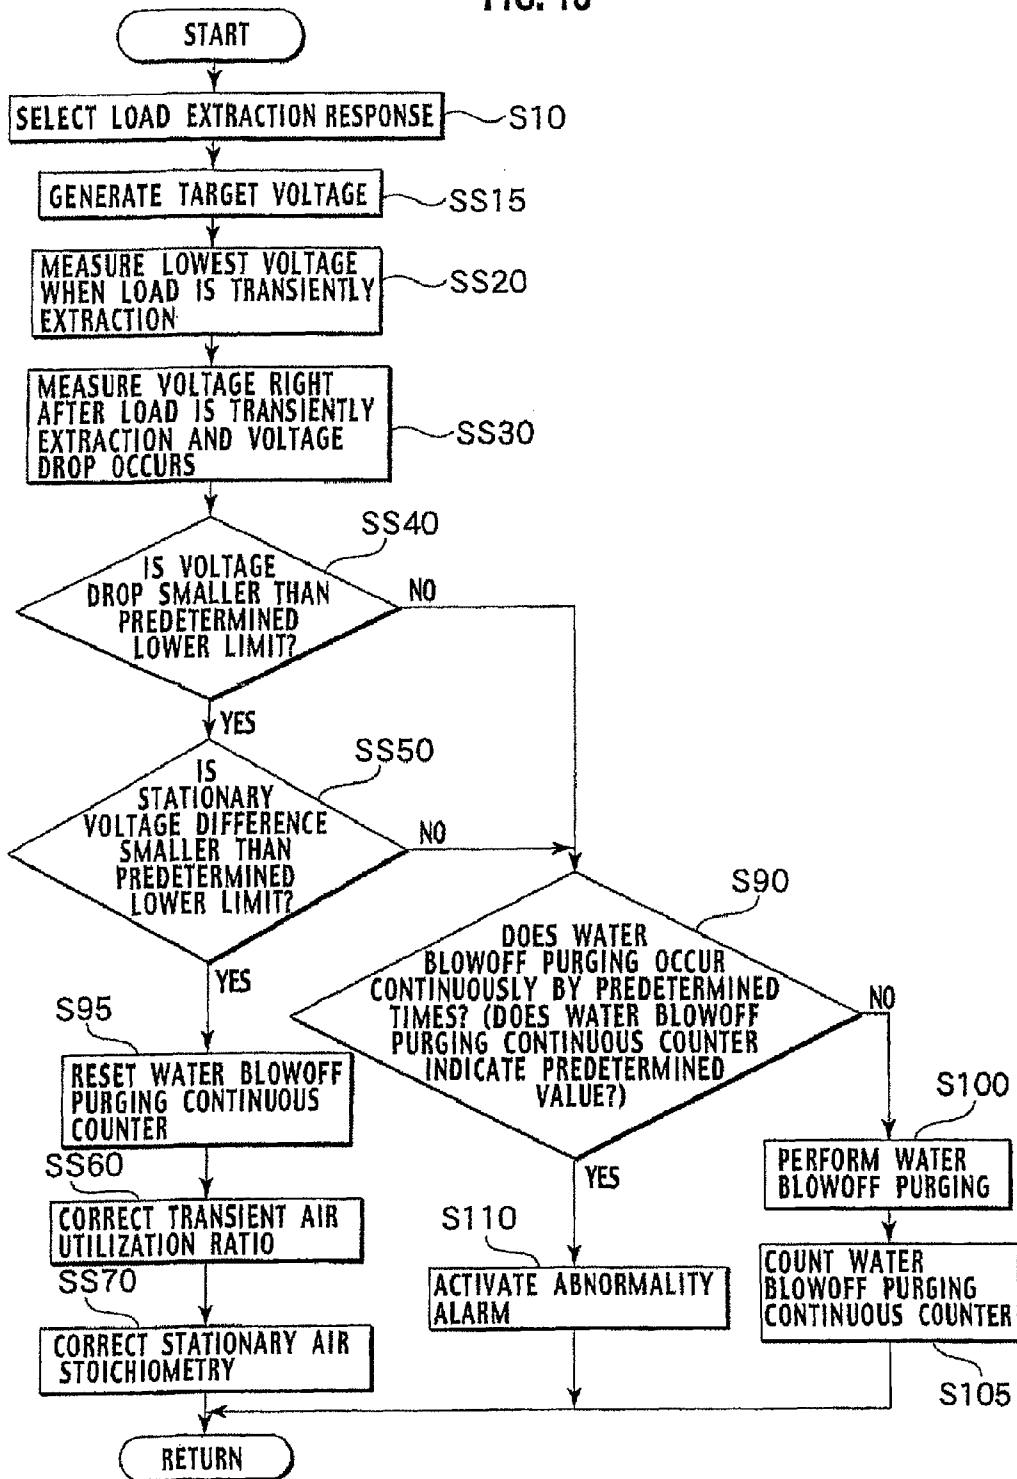 START
SELECT LOAD EXTRACTION RESPONSE
S10
GENERATE TARGET VOLTAGE
SS15
MEASURE LOWEST VOLTAGE
WHEN LOAD IS TRANSIENTLY
EXTRACTION
SS20
MEASURE VOLTAGE RIGHT
AFTER LOAD IS TRANSIENTLY
EXTRACTION AND VOLTAGE
DROP OCCURS
SS30
SS40
IS VOLTAGE
DROP SMALLER THAN
PREDETERMINED
LOWER LIMIT?
NO
YES
SS50
IS
STATIONARY
VOLTAGE DIFFERENCE
SMALLER THAN
PREDETERMINED
LOWER LIMIT?
NO
YES
S90
DOES WATER
BLOWOFF PURGING OCCUR
CONTINUOUSLY BY PREDETERMINED
TIMES? (DOES WATER BLOWOFF
PURGING CONTINUOUS COUNTER
INDICATE PREDETERMINED
VALUE?)
NO
YES
S95
RESET WATER BLOWOFF
PURGING CONTINUOUS
COUNTER
SS60
CORRECT TRANSIENT AIR
UTILIZATION RATIO
SS70
CORRECT STATIONARY AIR
STOICHIOMETRY
S110
ACTIVATE ABNORMALITY
ALARM
S100
PERFORM WATER
BLOWOFF PURGING
COUNT WATER
BLOWOFF PURGING
CONTINUOUS COUNTER
S105
RETURN